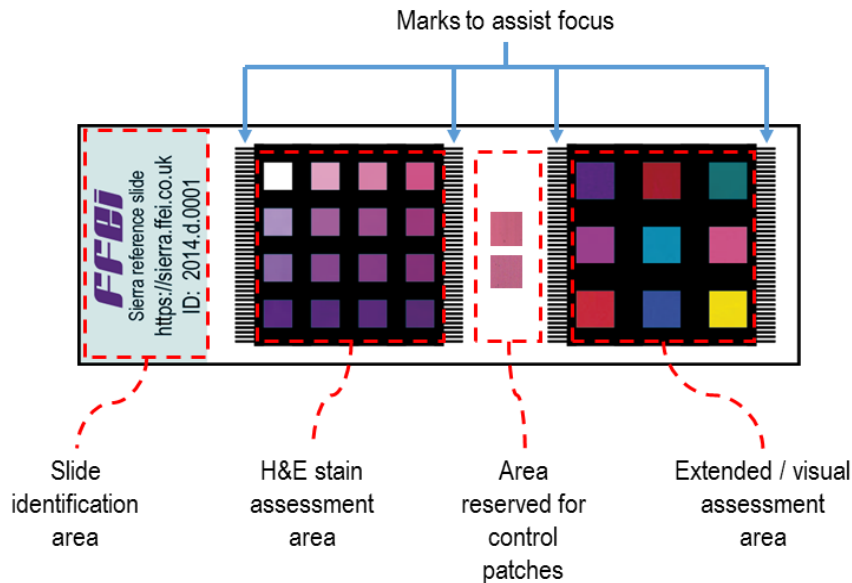 Marks to assist focus
ffei
Sierra reference slide
https://sierra.ffei.co.uk
ID: 2014.d.0001
Slide
identification
area
H&E stain
assessment
area
Area
reserved for
control
patches
Extended / visual
assessment
area